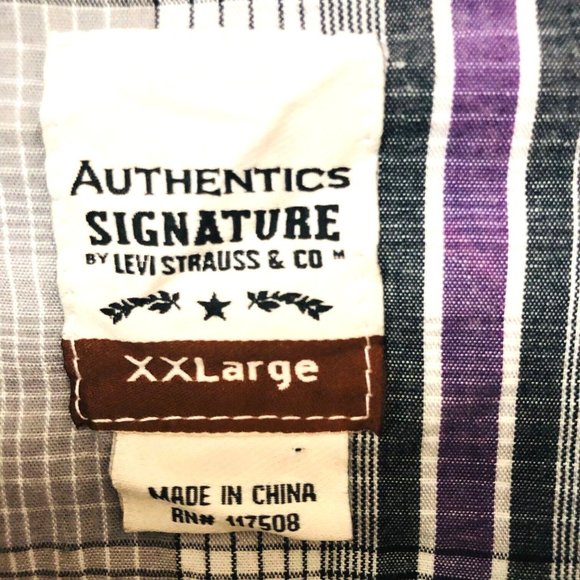 AUTHENTICS
SIGNATURE
BY LEVI STRAUSS & CO ™
XXLarge
MADE IN CHINA
RN# 117508